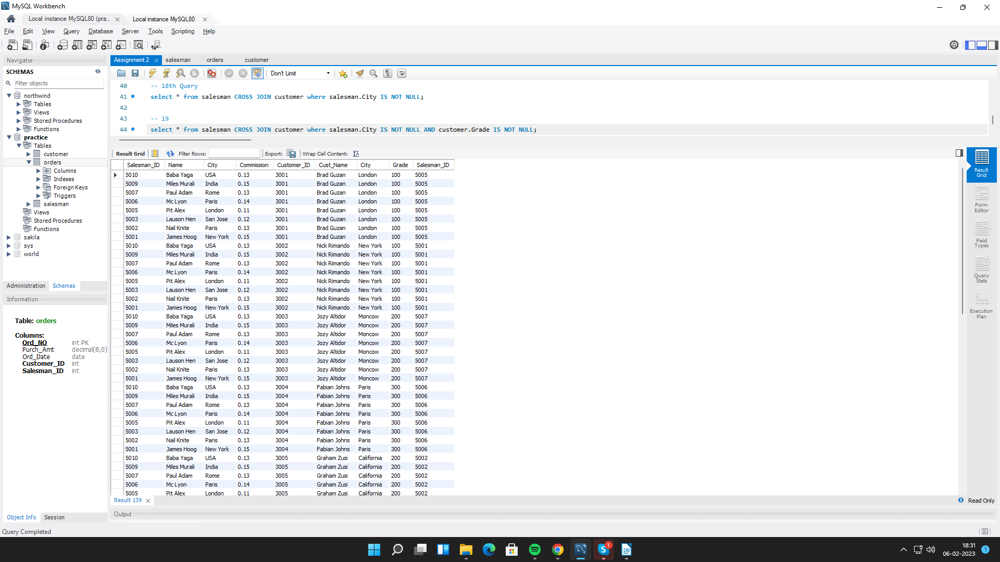 MySQL Workbench
Local instance MySQL80 (pra... Local instance MySQL80
File Edit View Query Database Server Tools Scripting Help
Navigator
SCHEMAS
Filter objects
northwind
Tables
Views
Stored Procedures
Functions
practice
Tables
customer
orders
Columns
Indexes
Foreign Keys
Triggers
salesman
Views
Stored Procedures
Functions
sakila
sys
world
Administration Schemas
Information
Table: orders
Columns:
Ord_NO int PK
Purch_Amt decimal(8,0)
Ord_Date date
Customer_ID int
Salesman_ID int
Object Info Session
Assignment 2 salesman orders customer
Don't Limit
40 -- 18th Query
41 select * from salesman CROSS JOIN customer where salesman.City IS NOT NULL;
42
43 -- 19
44 select * from salesman CROSS JOIN customer where salesman.City IS NOT NULL AND customer.Grade IS NOT NULL;
Result Grid Filter Rows: Export: Wrap Cell Content:
Salesman_ID Name City Commission Customer_ID Cust_Name City Grade Salesman_ID
5010 Baba Yaga USA 0.13 3001 Brad Guzan London 100 5005
5009 Miles Murali India 0.15 3001 Brad Guzan London 100 5005
5007 Paul Adam Rome 0.13 3001 Brad Guzan London 100 5005
5006 Mc Lyon Paris 0.14 3001 Brad Guzan London 100 5005
5005 Pit Alex London 0.11 3001 Brad Guzan London 100 5005
5003 Lauson Hen San Jose 0.12 3001 Brad Guzan London 100 5005
5002 Nail Knite Paris 0.13 3001 Brad Guzan London 100 5005
5001 James Hoog New York 0.15 3001 Brad Guzan London 100 5005
5010 Baba Yaga USA 0.13 3002 Nick Rimando New York 100 5001
5009 Miles Murali India 0.15 3002 Nick Rimando New York 100 5001
5007 Paul Adam Rome 0.13 3002 Nick Rimando New York 100 5001
5006 Mc Lyon Paris 0.14 3002 Nick Rimando New York 100 5001
5005 Pit Alex London 0.11 3002 Nick Rimando New York 100 5001
5003 Lauson Hen San Jose 0.12 3002 Nick Rimando New York 100 5001
5002 Nail Knite Paris 0.13 3002 Nick Rimando New York 100 5001
5001 James Hoog New York 0.15 3002 Nick Rimando New York 100 5001
5010 Baba Yaga USA 0.13 3003 Jozy Altidor Moncow 200 5007
5009 Miles Murali India 0.15 3003 Jozy Altidor Moncow 200 5007
5007 Paul Adam Rome 0.13 3003 Jozy Altidor Moncow 200 5007
5006 Mc Lyon Paris 0.14 3003 Jozy Altidor Moncow 200 5007
5005 Pit Alex London 0.11 3003 Jozy Altidor Moncow 200 5007
5003 Lauson Hen San Jose 0.12 3003 Jozy Altidor Moncow 200 5007
5002 Nail Knite Paris 0.13 3003 Jozy Altidor Moncow 200 5007
5001 James Hoog New York 0.15 3003 Jozy Altidor Moncow 200 5007
5010 Baba Yaga USA 0.13 3004 Fabian Johns Paris 300 5006
5009 Miles Murali India 0.15 3004 Fabian Johns Paris 300 5006
5007 Paul Adam Rome 0.13 3004 Fabian Johns Paris 300 5006
5006 Mc Lyon Paris 0.14 3004 Fabian Johns Paris 300 5006
5005 Pit Alex London 0.11 3004 Fabian Johns Paris 300 5006
5003 Lauson Hen San Jose 0.12 3004 Fabian Johns Paris 300 5006
5002 Nail Knite Paris 0.13 3004 Fabian Johns Paris 300 5006
5001 James Hoog New York 0.15 3004 Fabian Johns Paris 300 5006
5010 Baba Yaga USA 0.13 3005 Graham Zusi California 200 5002
5009 Miles Murali India 0.15 3005 Graham Zusi California 200 5002
5007 Paul Adam Rome 0.13 3005 Graham Zusi California 200 5002
5006 Mc Lyon Paris 0.14 3005 Graham Zusi California 200 5002
5005 Pit Alex London 0.11 3005 Graham Zusi California 200 5002
Result Grid
Form Editor
Field Types
Query Stats
Execution Plan
Result 139 Read Only
Output
Query Completed
1
18:31
06-02-2023
1